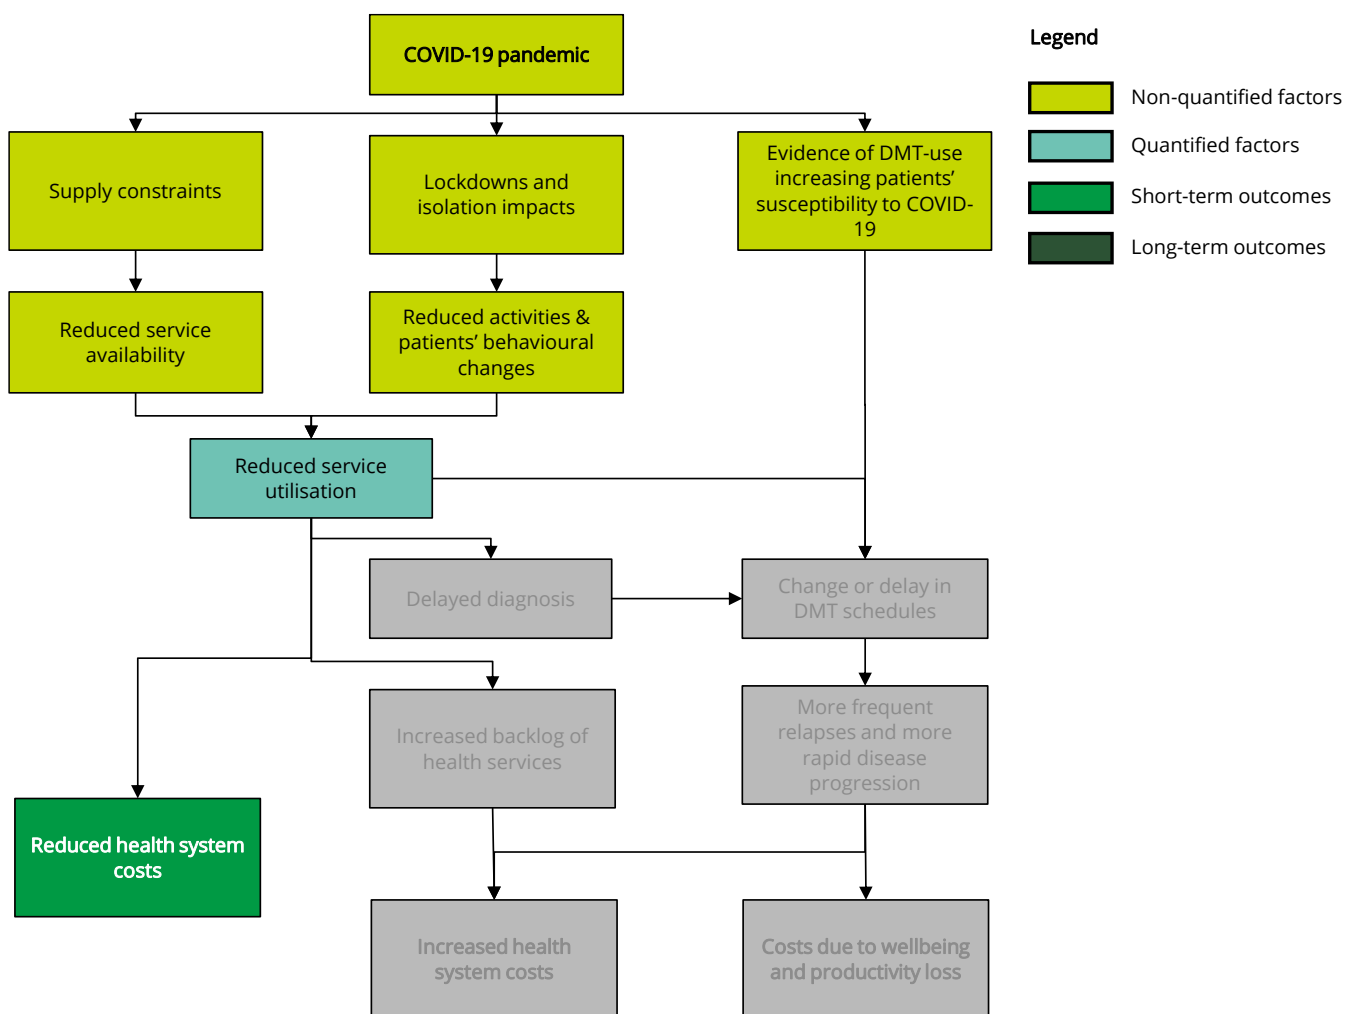 COVID-19 pandemic
Legend
Non-quantified factors
Quantified factors
Short-term outcomes
Long-term outcomes
Supply constraints
Lockdowns and
isolation impacts
Evidence of DMT-use
increasing patients'
susceptibility to COVID-
19
Reduced service
availability
Reduced activities &
patients' behavioural
changes
Reduced service
utilisation
Delayed diagnosis
Change or delay in
DMT schedules
Increased backlog of
health services
More frequent
relapses and more
rapid disease
progression
Reduced health system
costs
Increased health
system costs
Costs due to wellbeing
and productivity loss